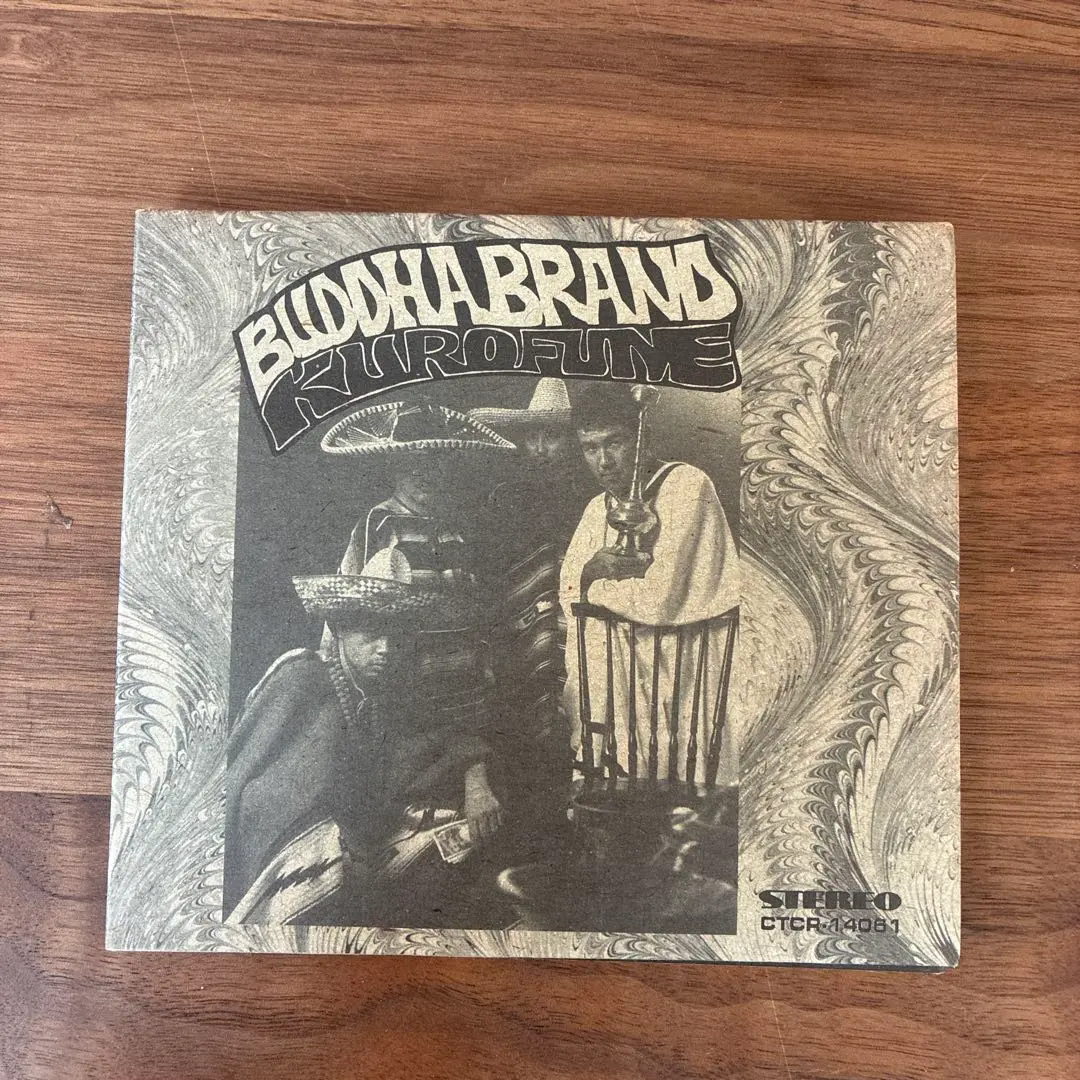 BUDDHA BRAND
KUROFUNE
STEREO
CTCR-14061